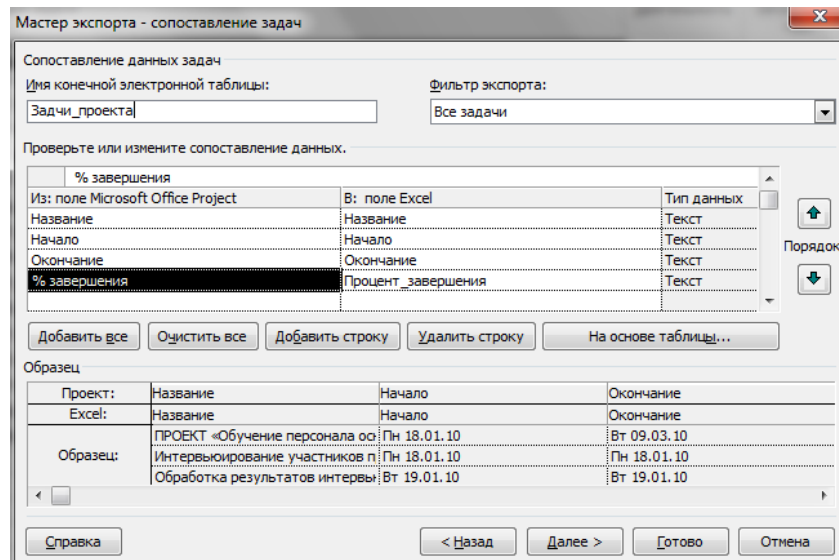 Мастер экспорта - сопоставление задач
Сопоставление данных задач
Имя конечной электронной таблицы: Фильтр экспорта:
Задчи_проекта Все задачи
Проверьте или измените сопоставление данных.
% завершения
Из: поле Microsoft Office Project В: поле Excel Тип данных
Название Название Текст
Начало Начало Текст
Окончание Окончание Текст
% завершения Процент_завершения Текст
Порядок
Добавить все Очистить все Добавить строку Удалить строку На основе таблицы...
Образец
Проект: Название Начало Окончание
Excel: Название Начало Окончание
Образец:
ПРОЕКТ «Обучение персонала осн Пн 18.01.10 Вт 09.03.10
Интервьюирование участников п Пн 18.01.10 Пн 18.01.10
Обработка результатов интервью Вт 19.01.10 Вт 19.01.10
Справка < Назад Далее > Готово Отмена